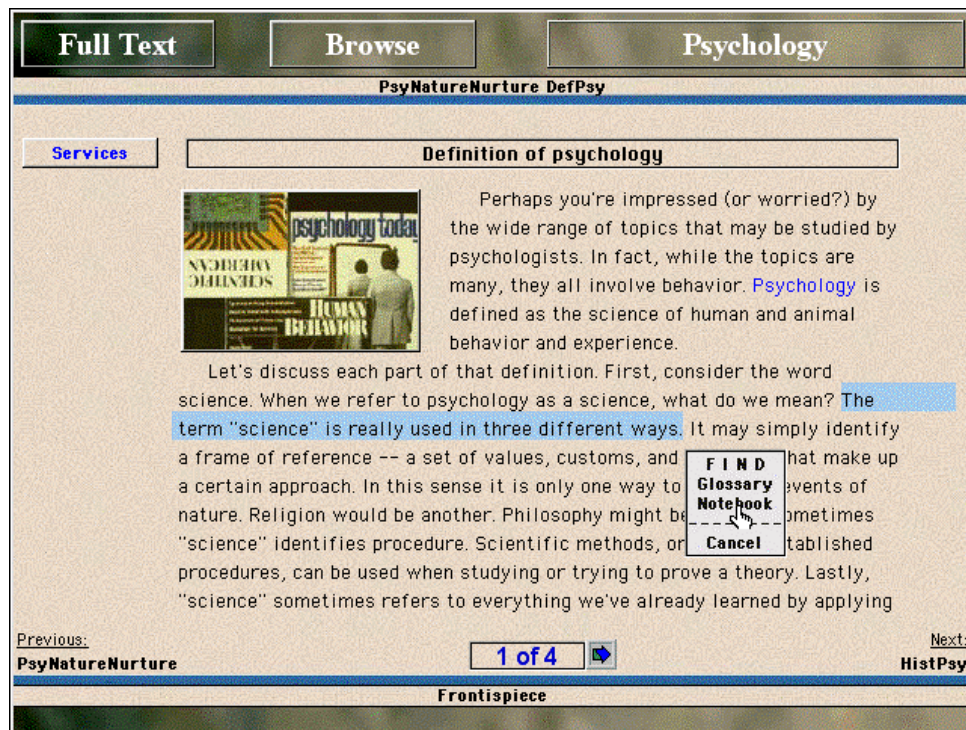 Full Text
Browse
Psychology
PsyNatureNurture DefPsy
Services
Definition of psychology
psychology today
SCIENTIFIC
AMERICAN
HUMAN
BEHAVIOR
Perhaps you're impressed (or worried?) by
the wide range of topics that may be studied by
psychologists. In fact, while the topics are
many, they all involve behavior. Psychology is
defined as the science of human and animal
behavior and experience.
Let's discuss each part of that definition. First, consider the word
science. When we refer to psychology as a science, what do we mean? The
term "science" is really used in three different ways. It may simply identify
a frame of reference -- a set of values, customs, and hat make up
a certain approach. In this sense it is only one way to events of
nature. Religion would be another. Philosophy might be ometimes
"science" identifies procedure. Scientific methods, or tablished
procedures, can be used when studying or trying to prove a theory. Lastly,
"science" sometimes refers to everything we've already learned by applying
FIND
Glossary
Notebook
Cancel
Previous:
PsyNatureNurture
1 of 4
Next:
HistPsy
Frontispiece